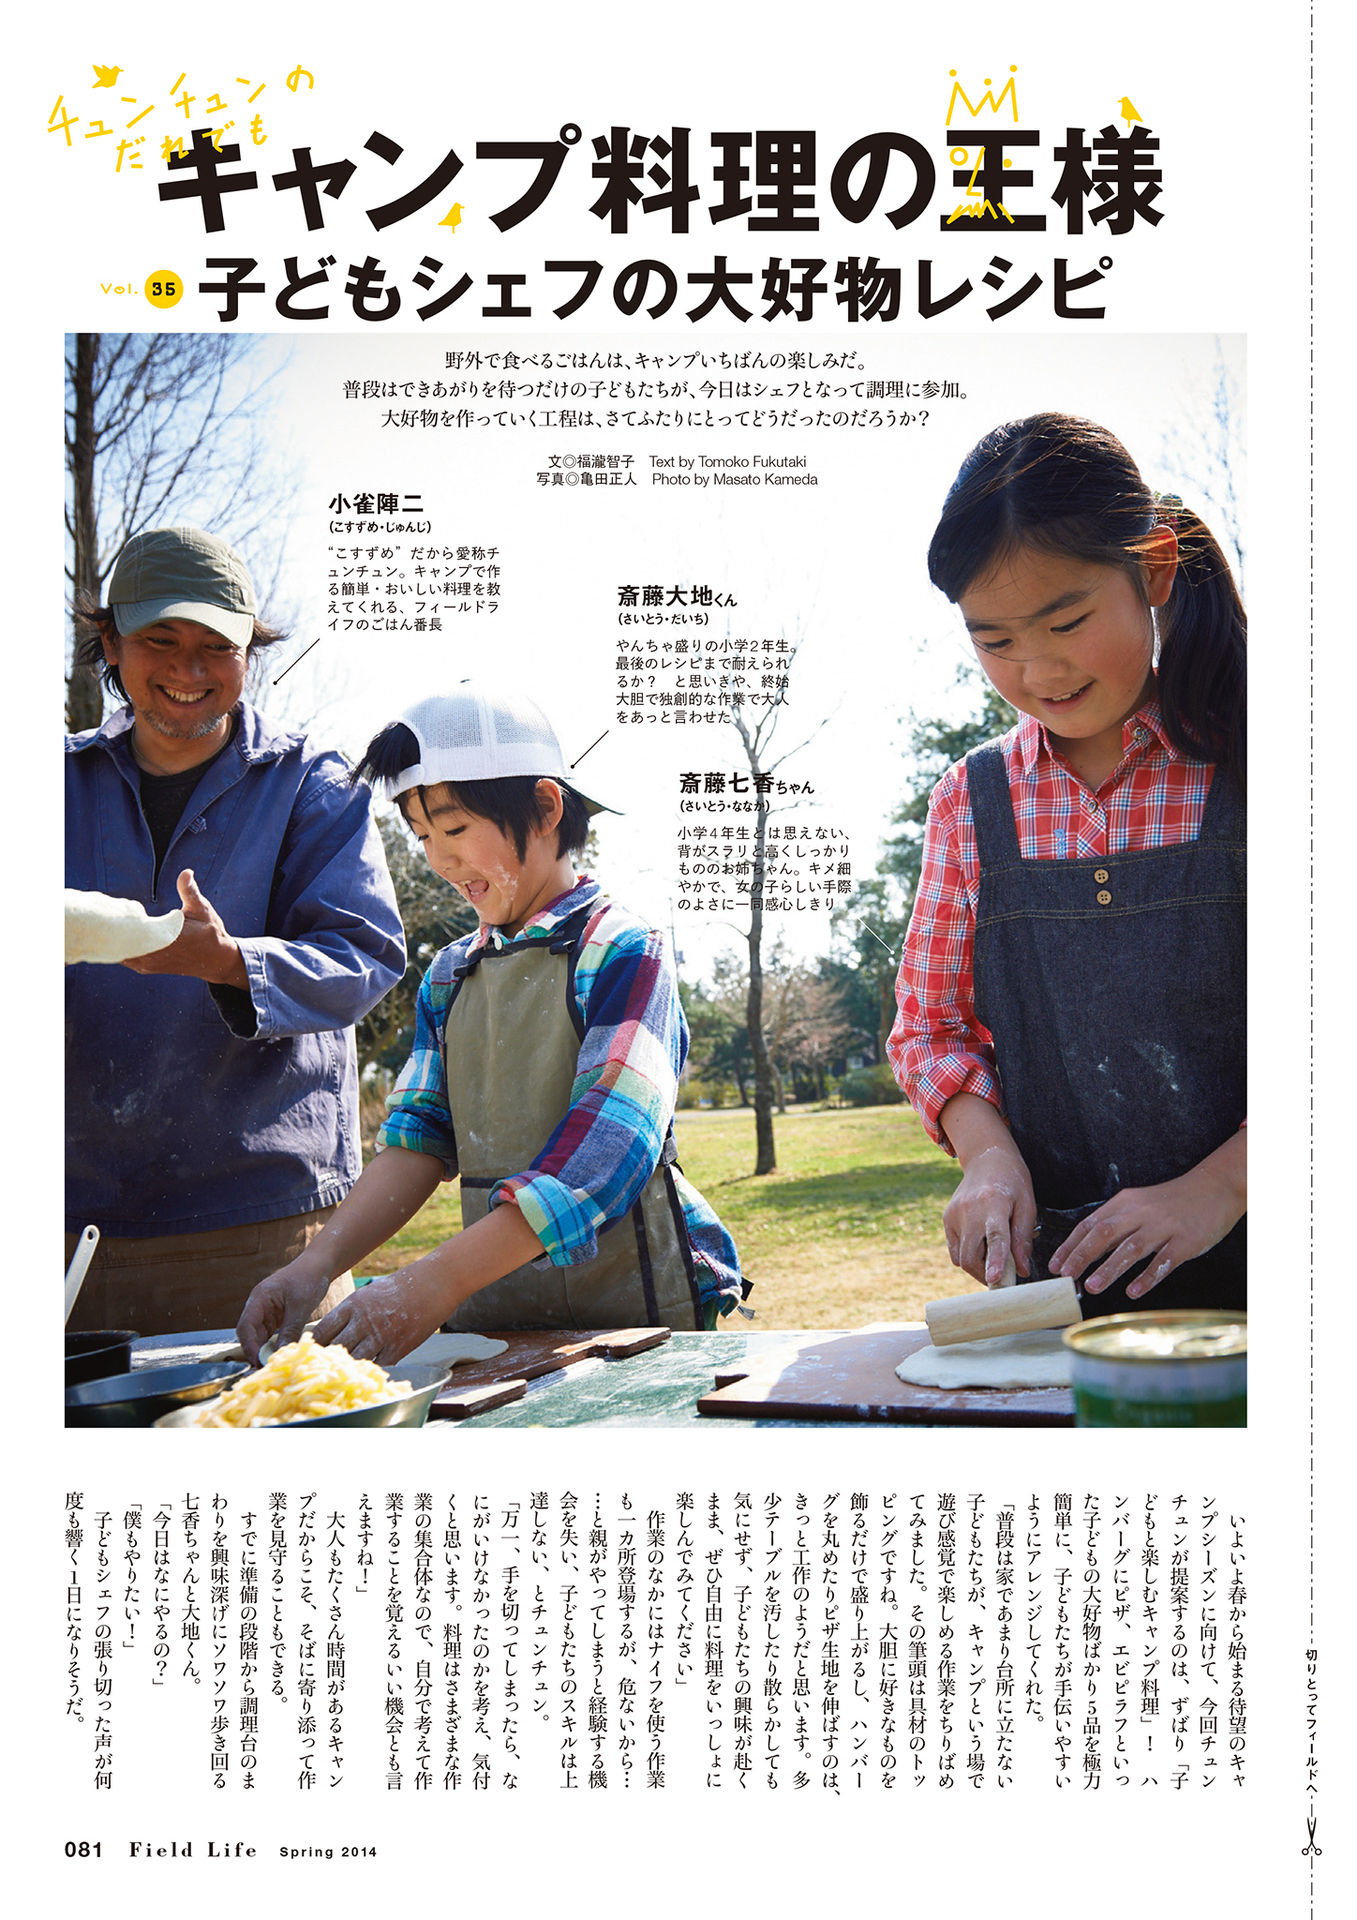 チュンチュンの
だれでも
キャンプ料理の王様
Vol. 35 子どもシェフの大好物レシピ
野外で食べるごはんは、キャンプいちばんの楽しみだ。
普段はできあがりを待つだけの子どもたちが、今日はシェフとなって調理に参加。
大好物を作っていく工程は、さてふたりにとってどうだったのだろうか？
文◎福瀧智子 Text by Tomoko Fukutaki
写真◎亀田正人 Photo by Masato Kameda
小雀陣二
（こすずめ・じゅんじ）
“こすずめ”だから愛称チ
ュンチュン。キャンプで作
る簡単・おいしい料理を教
えてくれる、フィールドラ
イフのごはん番長
斎藤大地くん
（さいとう・だいち）
やんちゃ盛りの小学2年生。
最後のレシピまで耐えられ
るか？　と思いきや、終始
大胆で独創的な作業で大人
をあっと言わせた
斎藤七香ちゃん
（さいとう・ななか）
小学4年生とは思えない、
背がスラリと高くしっかり
もののお姉ちゃん。キメ細
やかで、女の子らしい手際
のよさに一同感心しきり
いよいよ春から始まる待望のキャ
ンプシーズンに向けて、今回チュン
チュンが提案するのは、ずばり「子
どもと楽しむキャンプ料理」！　ハ
ンバーグにピザ、エビピラフといっ
た子どもの大好物ばかり5品を極力
簡単に、子どもたちが手伝いやすい
ようにアレンジしてくれた。
「普段は家であまり台所に立たない
子どもたちが、キャンプという場で
遊び感覚で楽しめる作業をちりばめ
てみました。その筆頭は具材のトッ
ピングですね。大胆に好きなものを
飾るだけで盛り上がるし、ハンバー
グを丸めたりピザ生地を伸ばすのは、
きっと工作のようだと思います。多
少テーブルを汚したり散らかしても
気にせず、子どもたちの興味が赴く
まま、ぜひ自由に料理をいっしょに
楽しんでみてください」
作業のなかにはナイフを使う作業
も一カ所登場するが、危ないから…
…と親がやってしまうと経験する機
会を失い、子どもたちのスキルは上
達しない、とチュンチュン。
「万一、手を切ってしまったら、な
にがいけなかったのかを考え、気付
くと思います。料理はさまざまな作
業の集合体なので、自分で考えて作
業することを覚えるいい機会とも言
えますね！」
大人もたくさん時間があるキャン
プだからこそ、そばに寄り添って作
業を見守ることもできる。
すでに準備の段階から調理台のま
わりを興味深げにソワソワ歩き回る
七香ちゃんと大地くん。
「今日はなにやるの？」
「僕もやりたい！」
子どもシェフの張り切った声が何
度も響く1日になりそうだ。
切りとってフィールドへ
081 Field Life Spring 2014